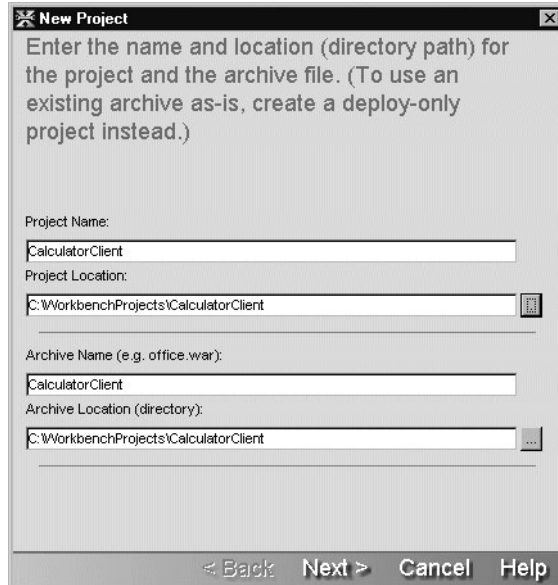 New Project
Enter the name and location (directory path) for
the project and the archive file. (To use an
existing archive as-is, create a deploy-only
project instead.)
Project Name:
CalculatorClient
Project Location:
C:\WorkbenchProjects\CalculatorClient
Archive Name (e.g. office.war):
CalculatorClient
Archive Location (directory):
C:\WorkbenchProjects\CalculatorClient
...
< Back Next > Cancel Help